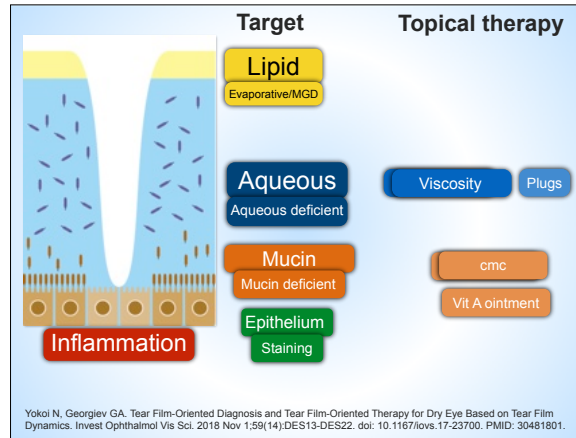 Target
Topical therapy
Lipid
Evaporative/MGD
Aqueous
Aqueous deficient
Viscosity
Plugs
Mucin
Mucin deficient
cmc
Vit A ointment
Epithelium
Staining
Inflammation
Yokoi N, Georgiev GA. Tear Film-Oriented Diagnosis and Tear Film-Oriented Therapy for Dry Eye Based on Tear Film
Dynamics. Invest Ophthalmol Vis Sci. 2018 Nov 1;59(14):DES13-DES22. doi: 10.1167/iovs.17-23700. PMID: 30481801.